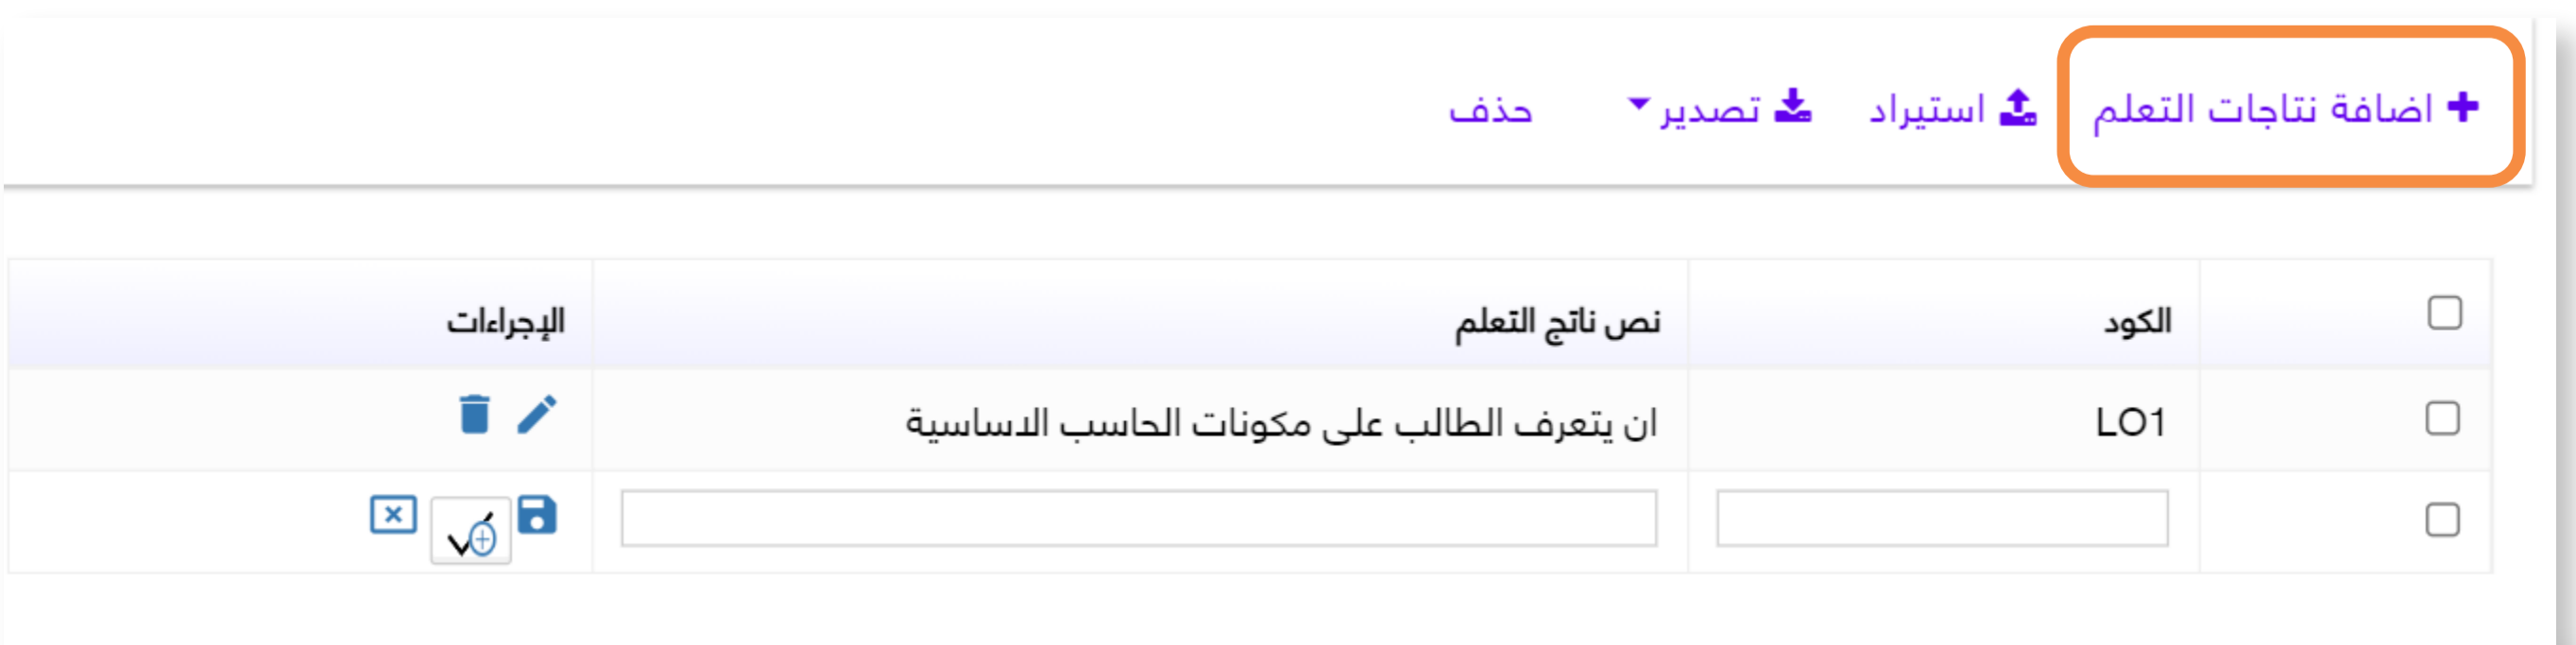 اضافة نتاجات التعلم استيراد تصدير حذف
الكود نص ناتج التعلم الإجراءات
LO1 ان يتعرف الطالب على مكونات الحاسب الاساسية